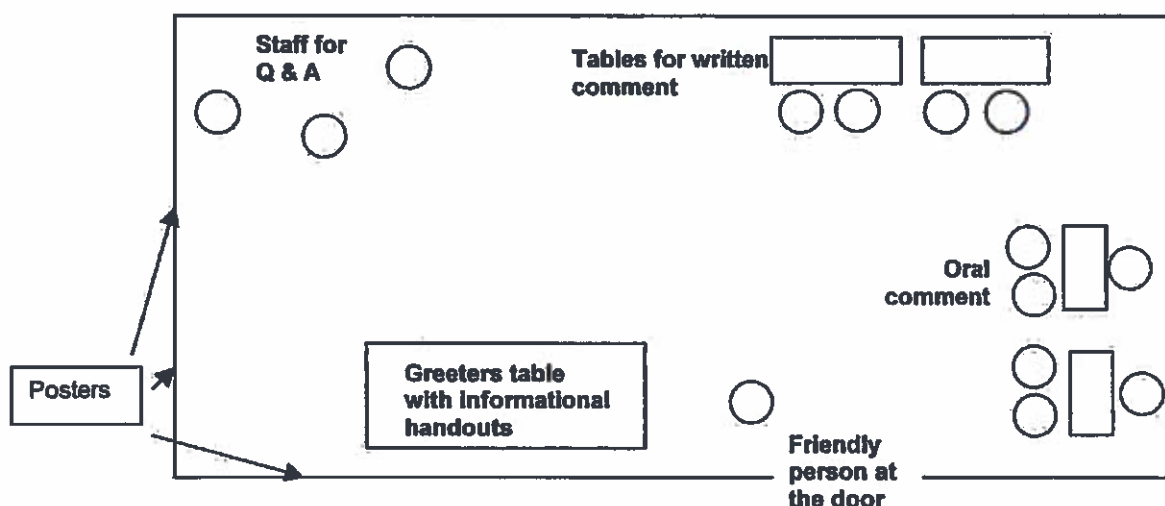 Staff for
Q & A
Tables for written
comment
Oral
comment
Posters
Greeters table
with informational
handouts
Friendly
person at
the door